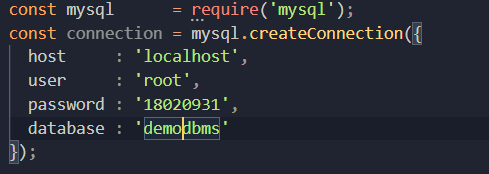 const mysql      = require('mysql');
const connection = mysql.createConnection({
  host     : 'localhost',
  user     : 'root',
  password : '18020931',
  database : 'demodbms'
});